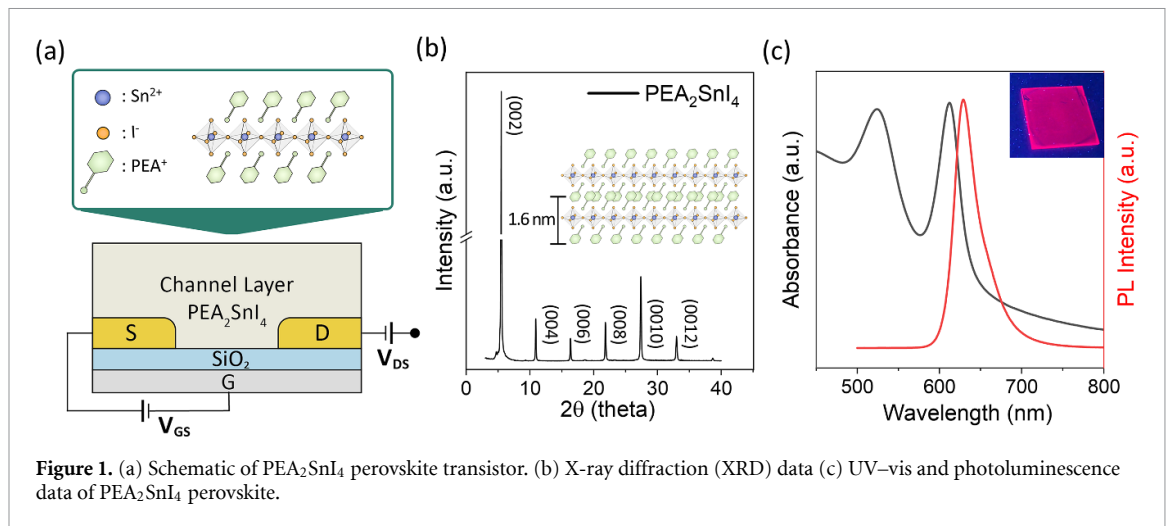 (a)
: Sn²⁺
: I⁻
: PEA⁺
Channel Layer
PEA₂SnI₄
S
D
SiO₂
G
V_DS
V_GS
(b)
PEA₂SnI₄
1.6 nm
(002)
(004)
(006)
(008)
(0010)
(0012)
Intensity (a.u.)
0 10 20 30 40
2θ (theta)
(c)
Absorbance (a.u.)
PL Intensity (a.u.)
500 600 700 800
Wavelength (nm)
Figure 1. (a) Schematic of PEA₂SnI₄ perovskite transistor. (b) X-ray diffraction (XRD) data (c) UV–vis and photoluminescence
data of PEA₂SnI₄ perovskite.